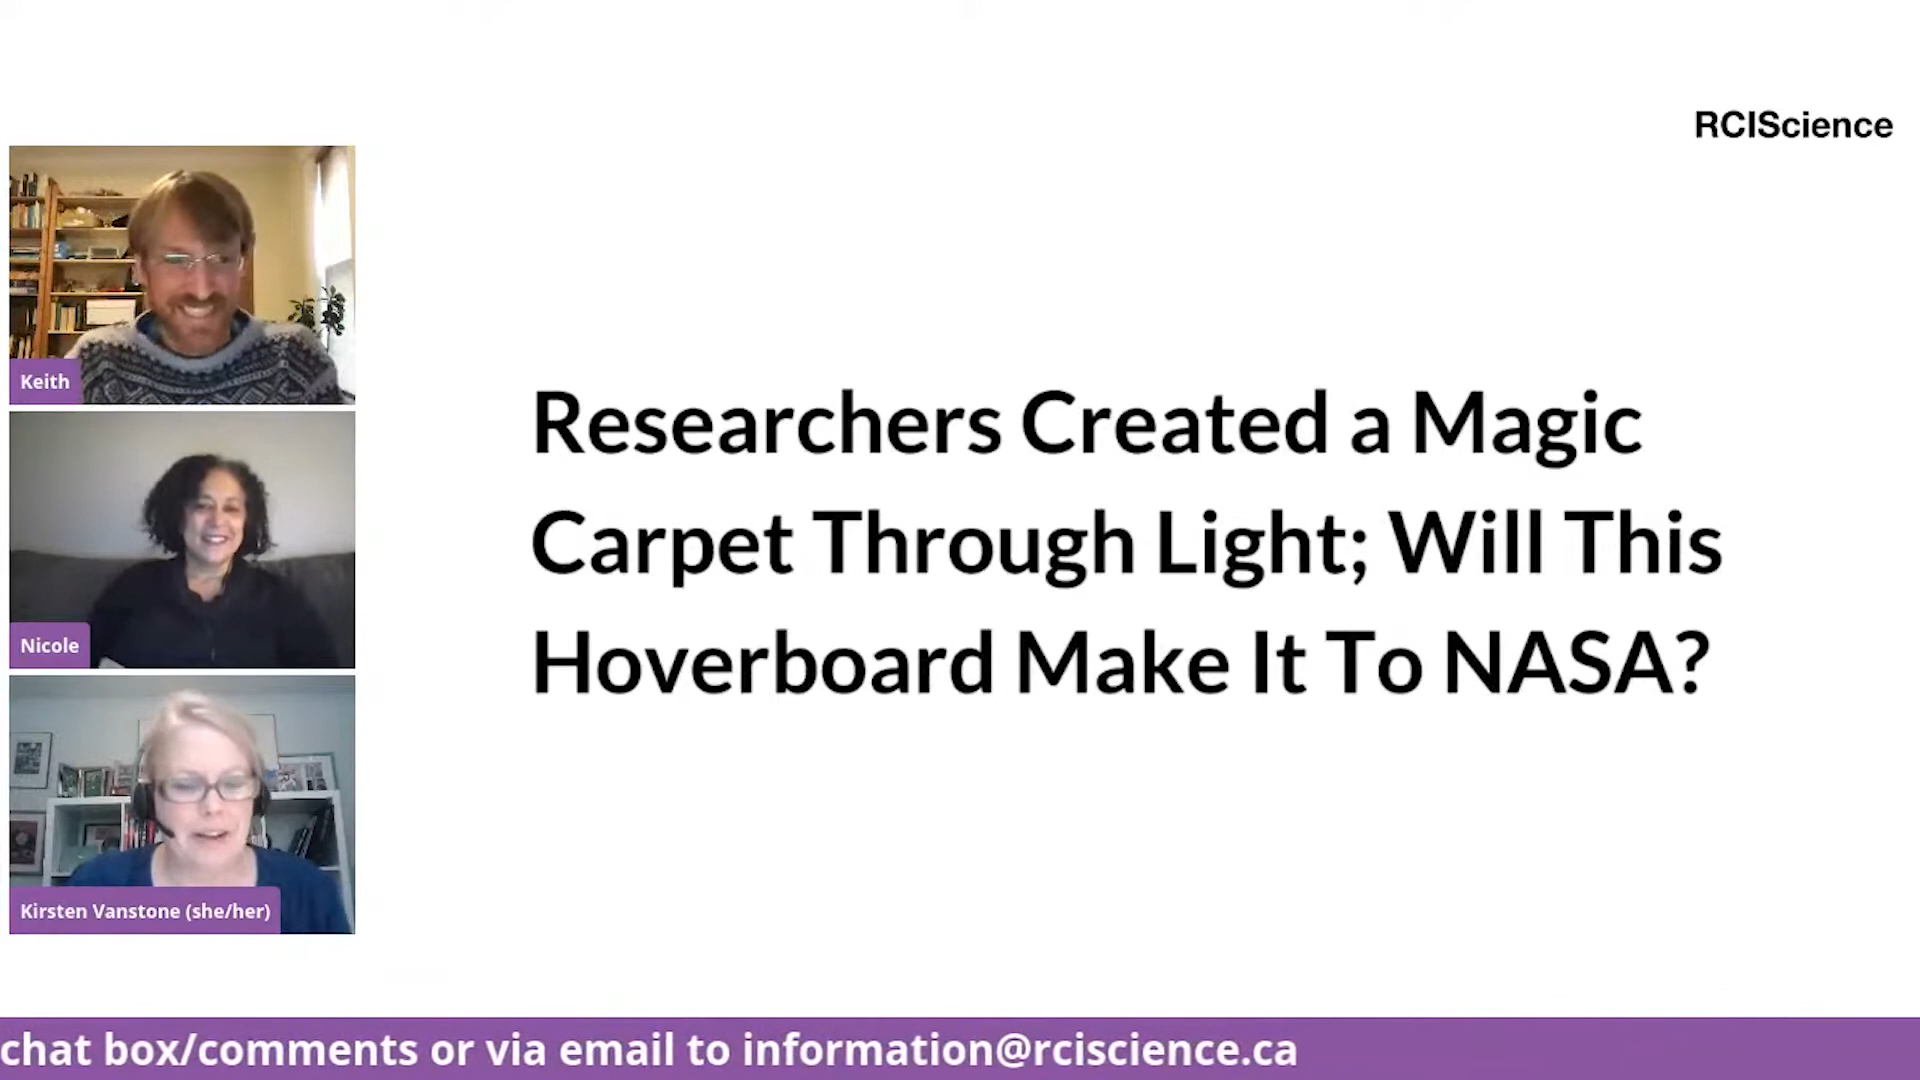 RCIScience
Keith
Nicole
Kirsten Vanstone (she/her)
Researchers Created a Magic
Carpet Through Light; Will This
Hoverboard Make It To NASA?
chat box/comments or via email to information@rciscience.ca